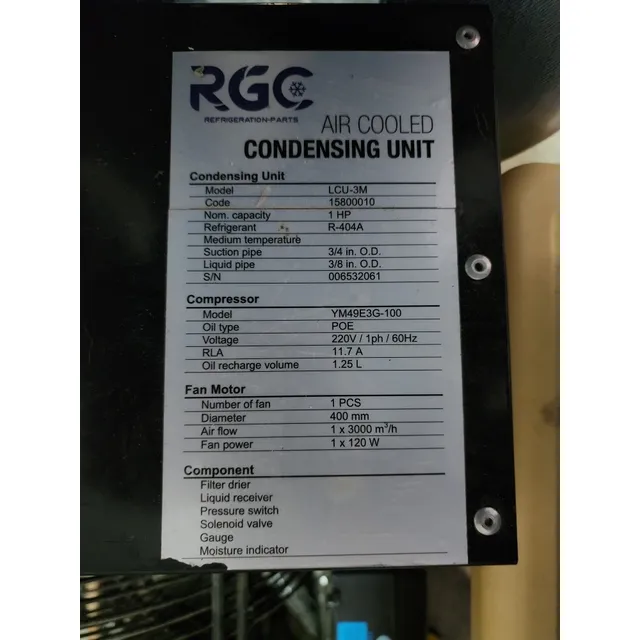 RGC
REFRIGERATION-PARTS
AIR COOLED
CONDENSING UNIT
Condensing Unit
Model LCU-3M
Code 15800010
Nom. capacity 1 HP
Refrigerant R-404A
Medium temperature
Suction pipe 3/4 in. O.D.
Liquid pipe 3/8 in. O.D.
S/N 006532061
Compressor
Model YM49E3G-100
Oil type POE
Voltage 220V / 1ph / 60Hz
RLA 11.7 A
Oil recharge volume 1.25 L
Fan Motor
Number of fan 1 PCS
Diameter 400 mm
Air flow 1 x 3000 m³/h
Fan power 1 x 120 W
Component
Filter drier
Liquid receiver
Pressure switch
Solenoid valve
Gauge
Moisture indicator